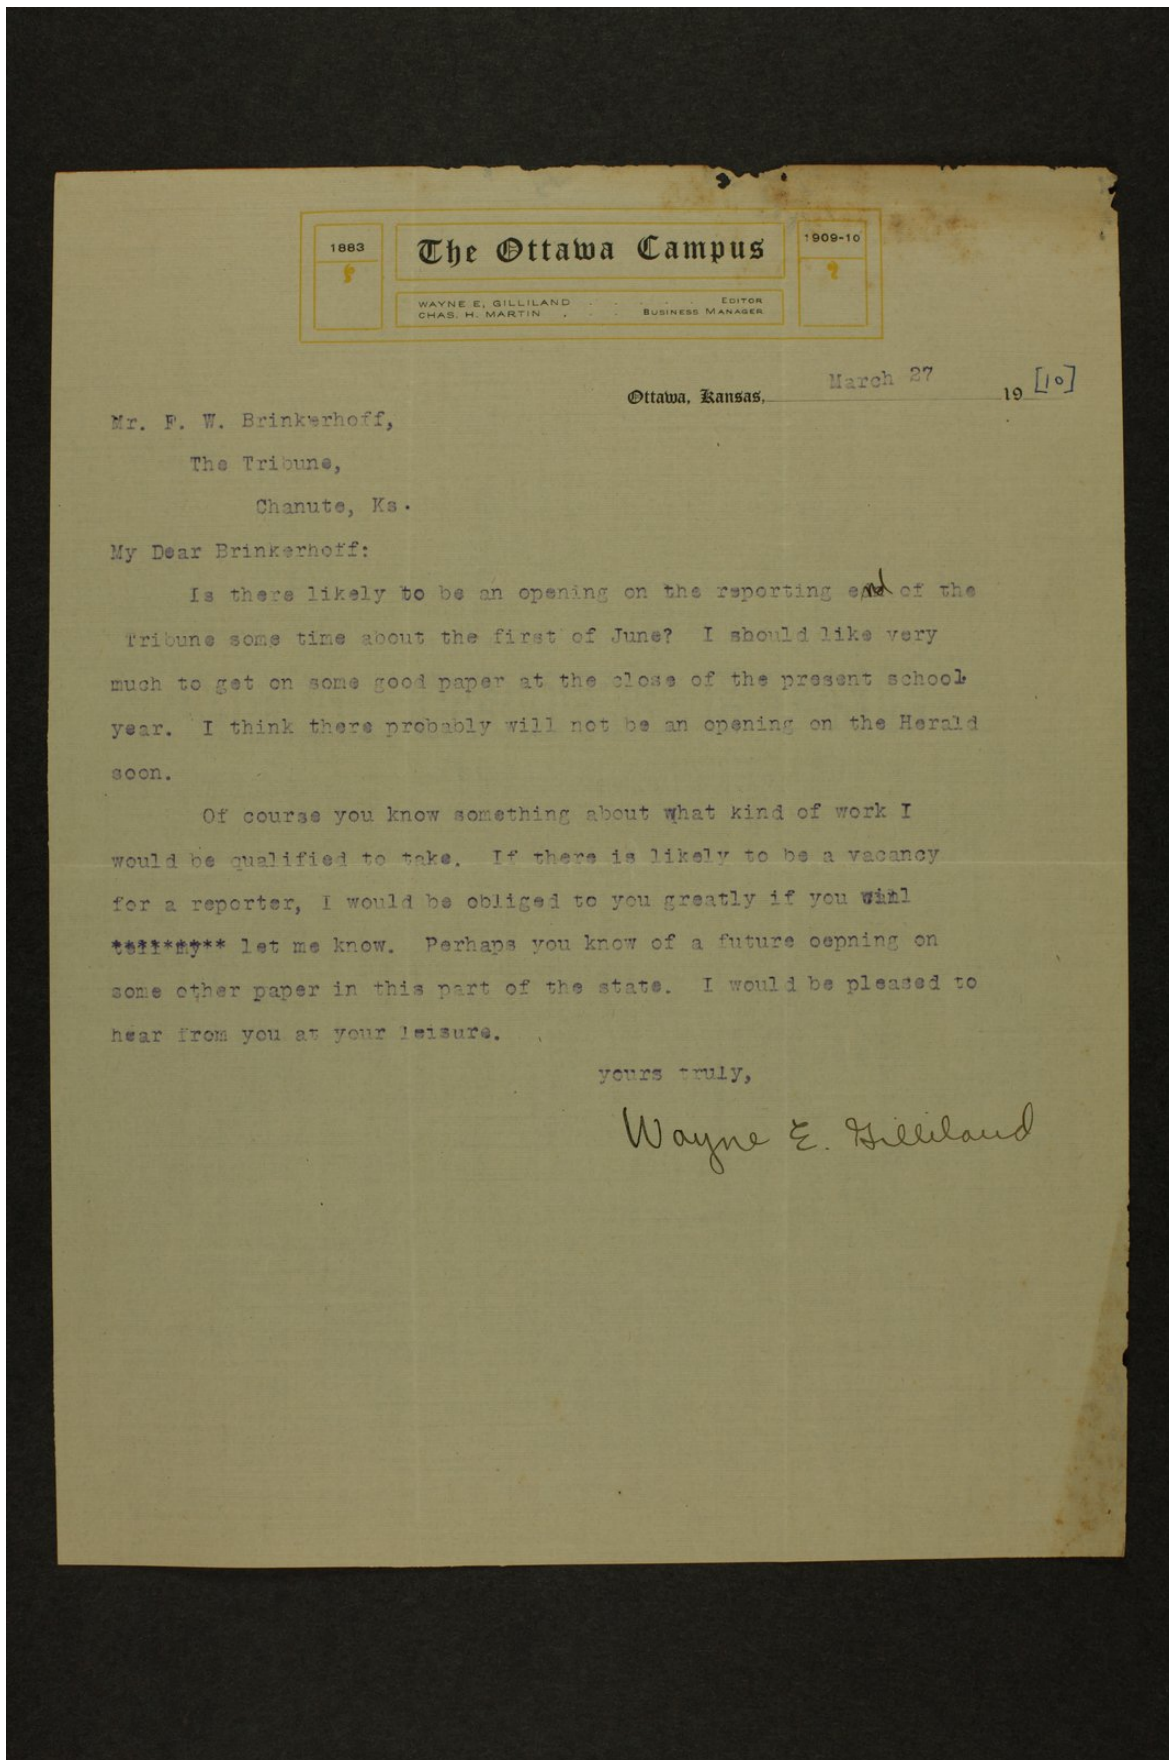 1883
The Ottawa Campus
1909-10
WAYNE E. GILLILAND . . . . . EDITOR
CHAS. H. MARTIN . . . BUSINESS MANAGER
Ottawa, Kansas, March 27 19 [10]
Mr. F. W. Brinkerhoff,
The Tribune,
Chanute, Ks.
My Dear Brinkerhoff:
Is there likely to be an opening on the reporting end of the
Tribune some time about the first of June? I should like very
much to get on some good paper at the close of the present school
year. I think there probably will not be an opening on the Herald
soon.
Of course you know something about what kind of work I
would be qualified to take. If there is likely to be a vacancy
for a reporter, I would be obliged to you greatly if you will
let me know. Perhaps you know of a future oepning on
some other paper in this part of the state. I would be pleased to
hear from you at your leisure.
yours truly,
Wayne E. Gilliland